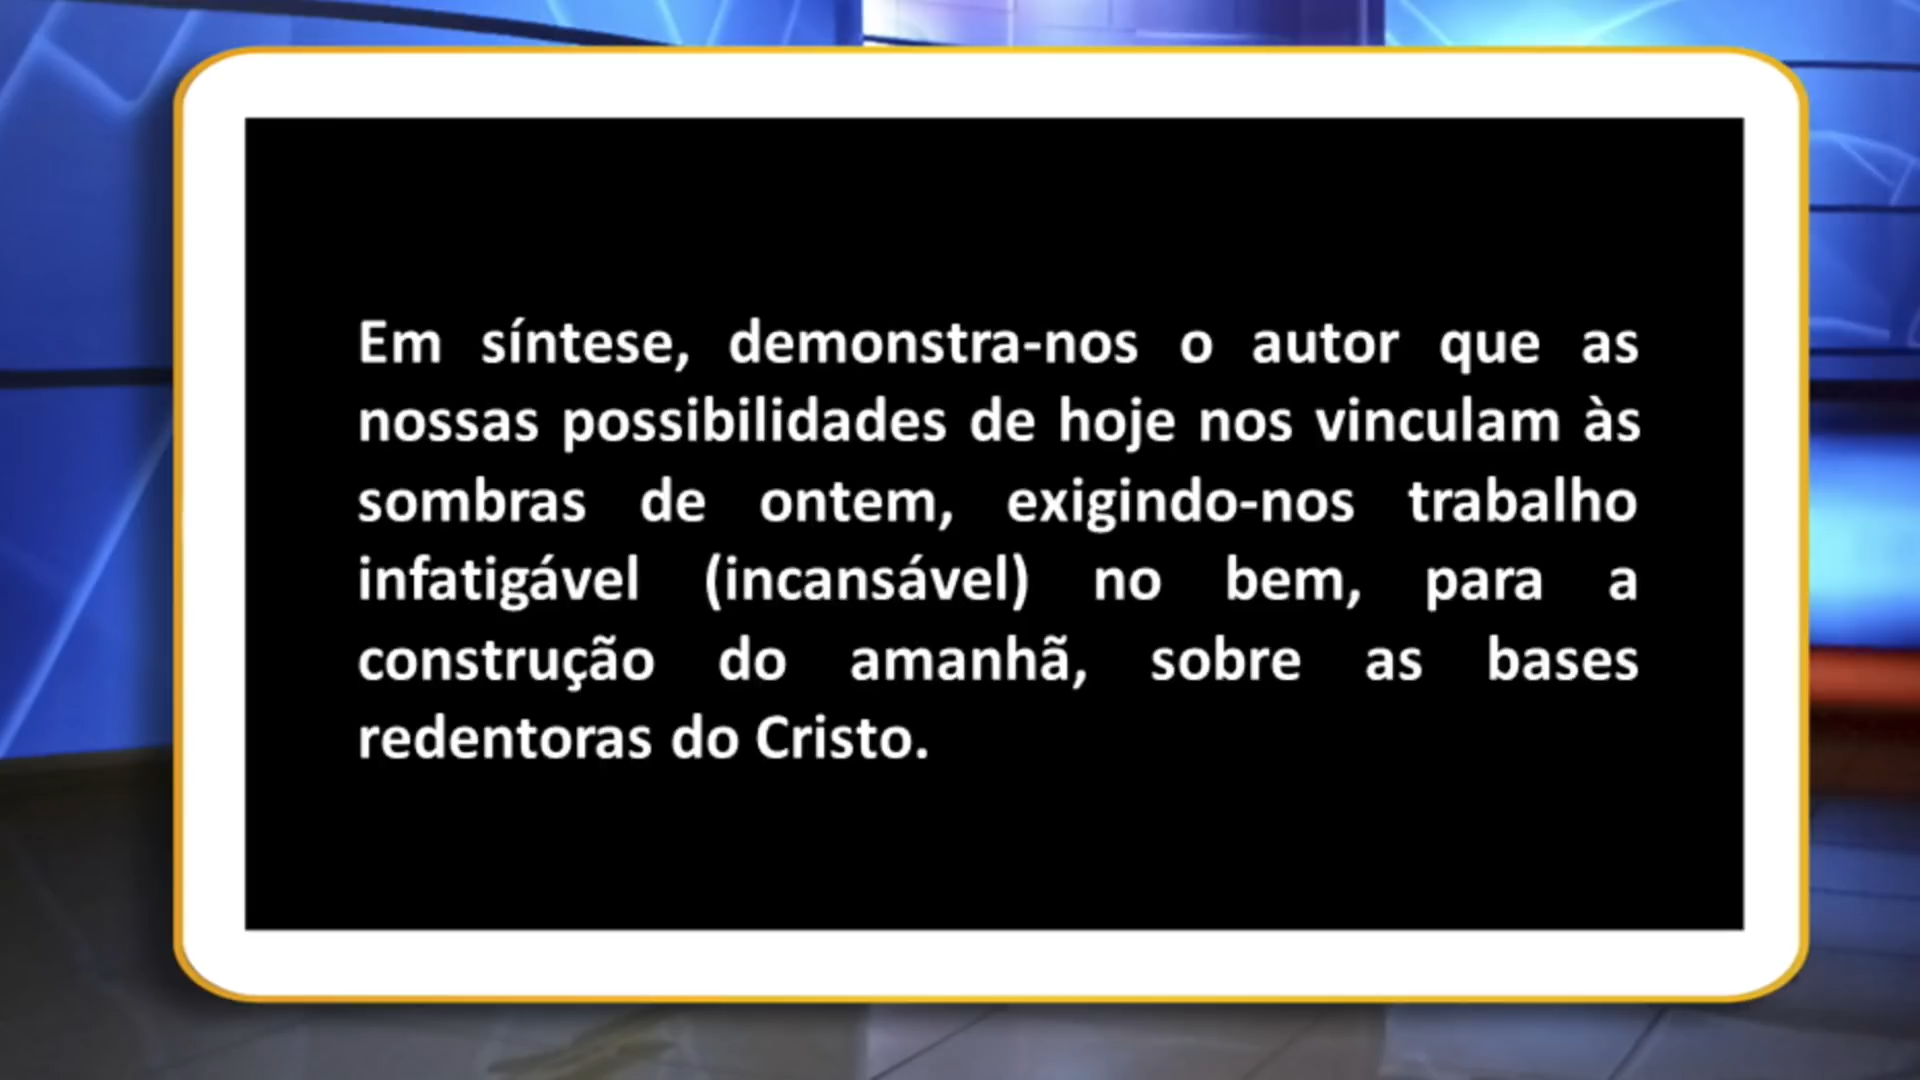 Em síntese, demonstra-nos o autor que as
nossas possibilidades de hoje nos vinculam às
sombras de ontem, exigindo-nos trabalho
infatigável (incansável) no bem, para a
construção do amanhã, sobre as bases
redentoras do Cristo.